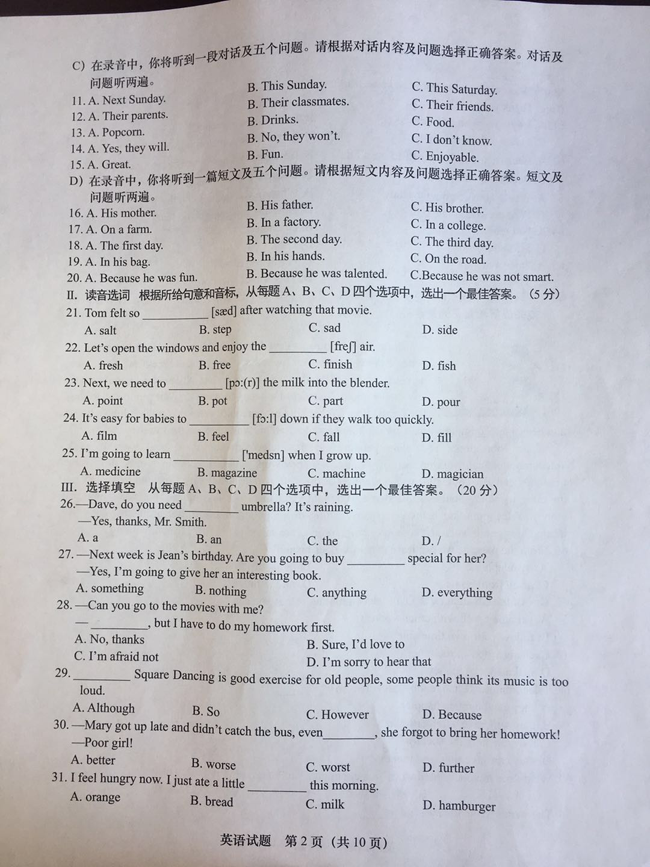 C）在录音中，你将听到一段对话及五个问题。请根据对话内容及问题选择正确答案。对话及
问题听两遍。
11. A. Next Sunday. B. This Sunday. C. This Saturday.
12. A. Their parents. B. Their classmates. C. Their friends.
13. A. Popcorn. B. Drinks. C. Food.
14. A. Yes, they will. B. No, they won't. C. I don't know.
15. A. Great. B. Fun. C. Enjoyable.
D）在录音中，你将听到一篇短文及五个问题。请根据短文内容及问题选择正确答案。短文及
问题听两遍。
16. A. His mother. B. His father. C. His brother.
17. A. On a farm. B. In a factory. C. In a college.
18. A. The first day. B. The second day. C. The third day.
19. A. In his bag. B. In his hands. C. On the road.
20. A. Because he was fun. B. Because he was talented. C.Because he was not smart.
II．读音选词 根据所给句意和音标，从每题 A、B、C、D 四个选项中，选出一个最佳答案。（5 分）
21. Tom felt so __________ [sæd] after watching that movie.
A. salt B. step C. sad D. side
22. Let's open the windows and enjoy the _________ [freʃ] air.
A. fresh B. free C. finish D. fish
23. Next, we need to ________ [pɔ:(r)] the milk into the blender.
A. point B. pot C. part D. pour
24. It's easy for babies to _________ [fɔ:l] down if they walk too quickly.
A. film B. feel C. fall D. fill
25. I'm going to learn __________ ['medsn] when I grow up.
A. medicine B. magazine C. machine D. magician
III．选择填空 从每题 A、B、C、D 四个选项中，选出一个最佳答案。（20 分）
26.—Dave, do you need ________ umbrella? It's raining.
—Yes, thanks, Mr. Smith.
A. a B. an C. the D. /
27. —Next week is Jean's birthday. Are you going to buy _________ special for her?
—Yes, I'm going to give her an interesting book.
A. something B. nothing C. anything D. everything
28. —Can you go to the movies with me?
— _________, but I have to do my homework first.
A. No, thanks B. Sure, I'd love to
C. I'm afraid not D. I'm sorry to hear that
29. _________ Square Dancing is good exercise for old people, some people think its music is too
loud.
A. Although B. So C. However D. Because
30. —Mary got up late and didn't catch the bus, even________, she forgot to bring her homework!
—Poor girl!
A. better B. worse C. worst D. further
31. I feel hungry now. I just ate a little _________ this morning.
A. orange B. bread C. milk D. hamburger
英语试题 第 2 页（共 10 页）